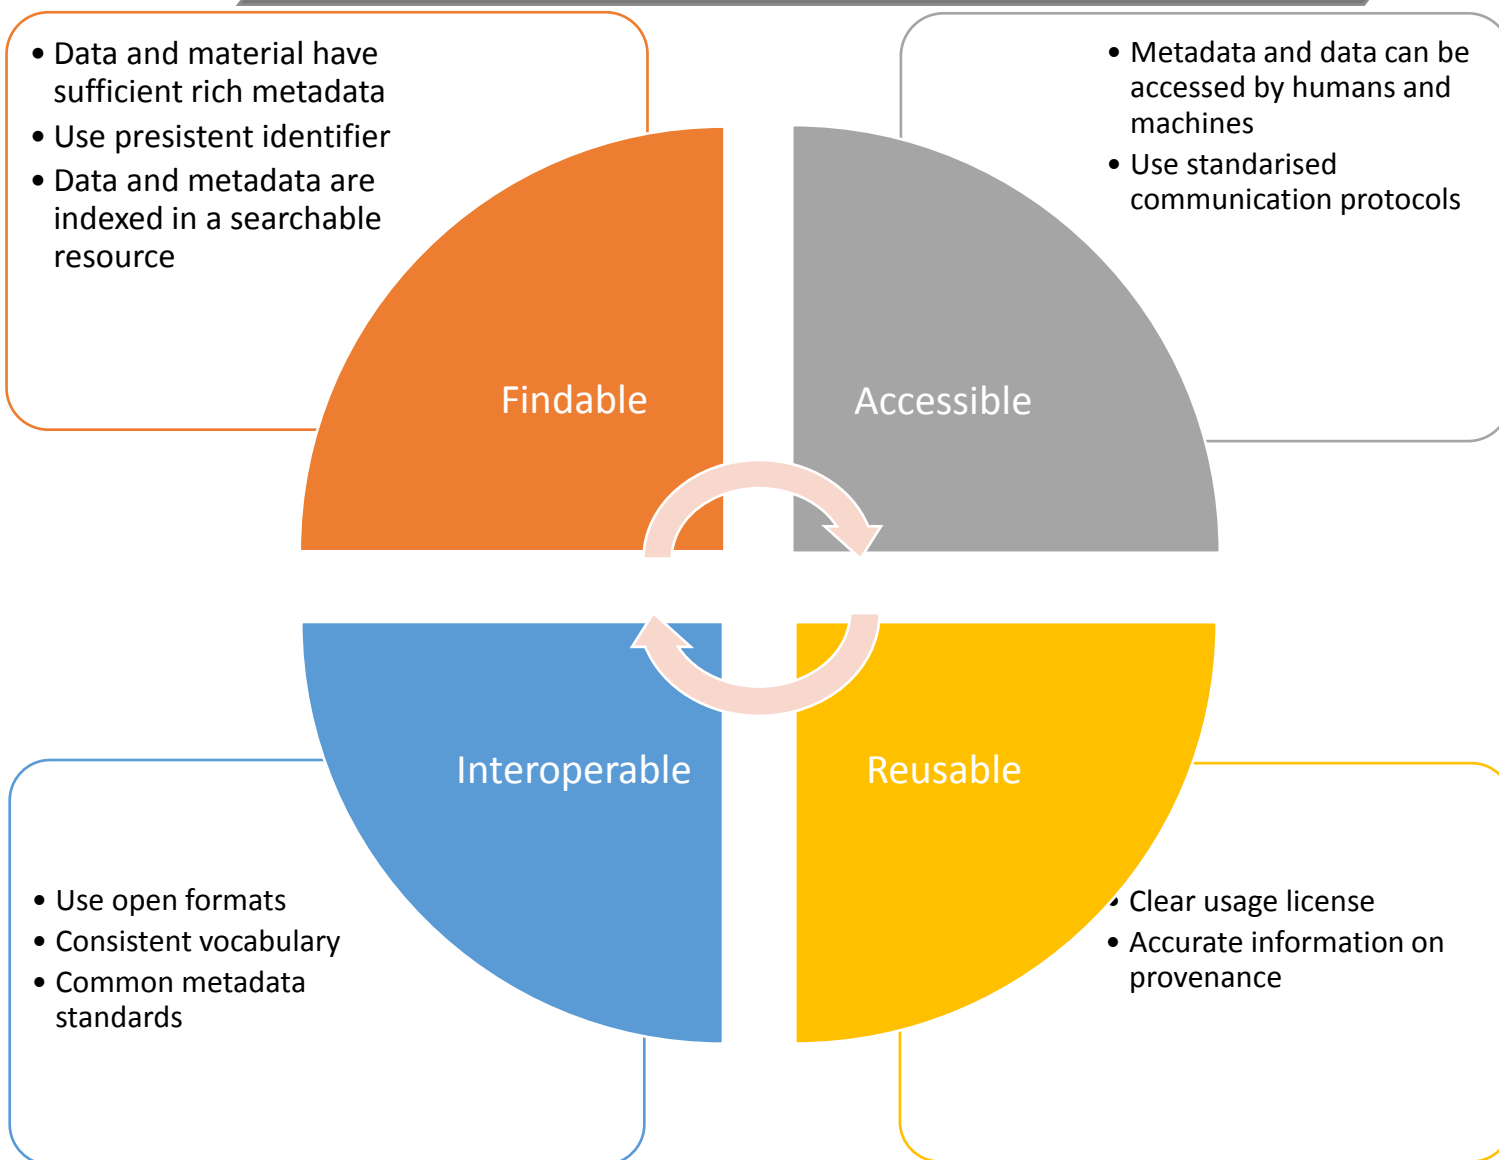 • Data and material have
sufficient rich metadata
• Use presistent identifier
• Data and metadata are
indexed in a searchable
resource
• Metadata and data can be
accessed by humans and
machines
• Use standarised
communication protocols
Findable
Accessible
Interoperable
Reusable
• Use open formats
• Consistent vocabulary
• Common metadata
standards
• Clear usage license
• Accurate information on
provenance